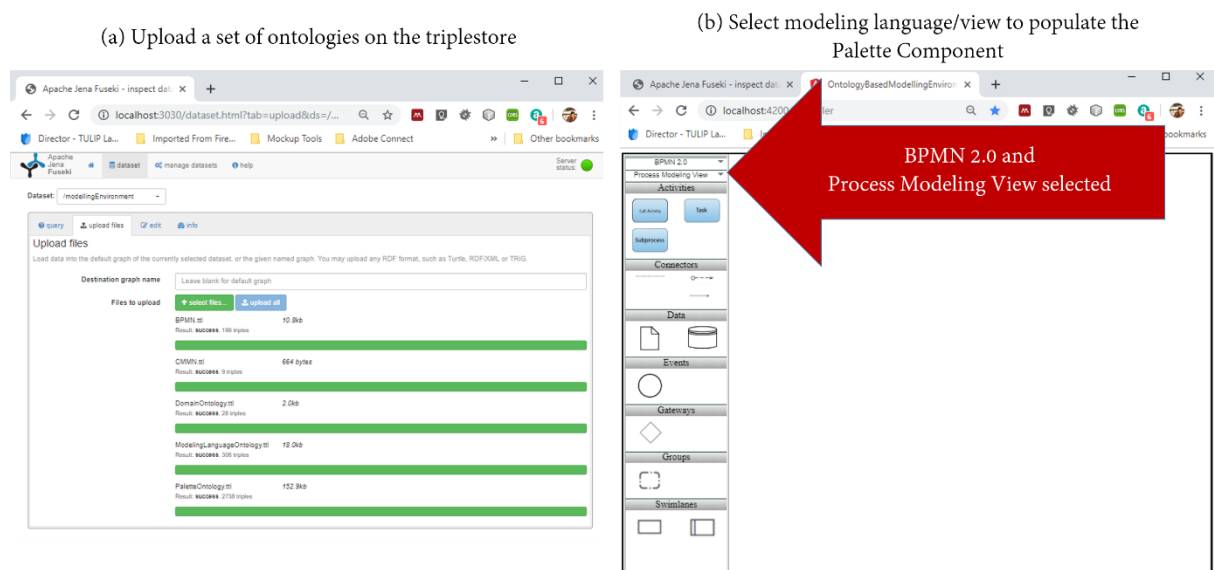 (a) Upload a set of ontologies on the triplestore
(b) Select modeling language/view to populate the
Palette Component
Apache Jena Fuseki - inspect dat
localhost:3030/dataset.html?tab=upload&ds=/...
Director - TULIP La...
Imported From Fire...
Mockup Tools
Adobe Connect
»
Other bookmarks
Apache
Jena
Fuseki
dataset
manage datasets
help
Server
status:
Dataset:
/modellingEnvironment
query
upload files
edit
info
Upload files
Load data into the default graph of the currently selected dataset, or the given named graph. You may upload any RDF format, such as Turtle, RDF/XML or TRiG.
Destination graph name
Leave blank for default graph
Files to upload
select files...
upload all
BPMN.ttl 10.8kb
Result: success, 199 triples
CMMN.ttl 664 bytes
Result: success, 9 triples
DomainOntology.ttl 2.0kb
Result: success, 28 triples
ModelingLanguageOntology.ttl 18.0kb
Result: success, 306 triples
PaletteOntology.ttl 152.9kb
Result: success, 2738 triples
Apache Jena Fuseki - inspect dat
OntologyBasedModellingEnviron
localhost:4200
ler
Director - TULIP La...
ookmarks
BPMN 2.0
Process Modeling View
Activities
Call Activity
Task
Subprocess
Connectors
Data
Events
Gateways
Groups
Swimlanes
BPMN 2.0 and
Process Modeling View selected